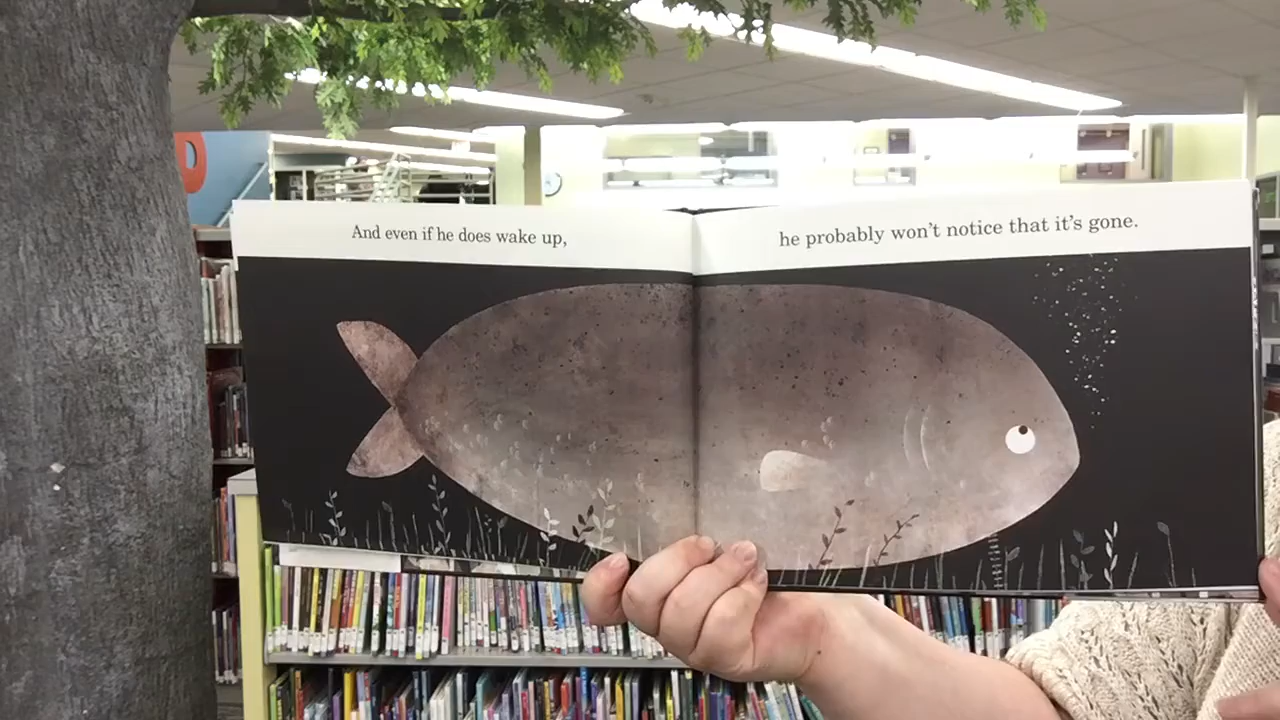 And even if he does wake up,
he probably won't notice that it's gone.
D